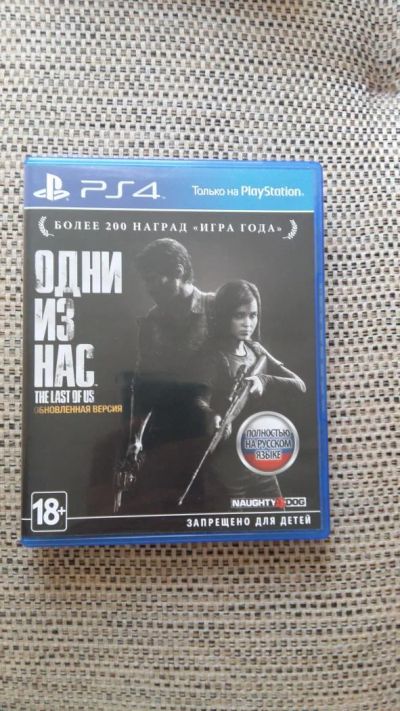 PS4
Только на PlayStation
БОЛЕЕ 200 НАГРАД «ИГРА ГОДА»
ОДНИ
ИЗ
НАС
THE LAST OF US
ОБНОВЛЕННАЯ ВЕРСИЯ
ПОЛНОСТЬЮ
НА РУССКОМ
ЯЗЫКЕ
NAUGHTY DOG
18+
ЗАПРЕЩЕНО ДЛЯ ДЕТЕЙ